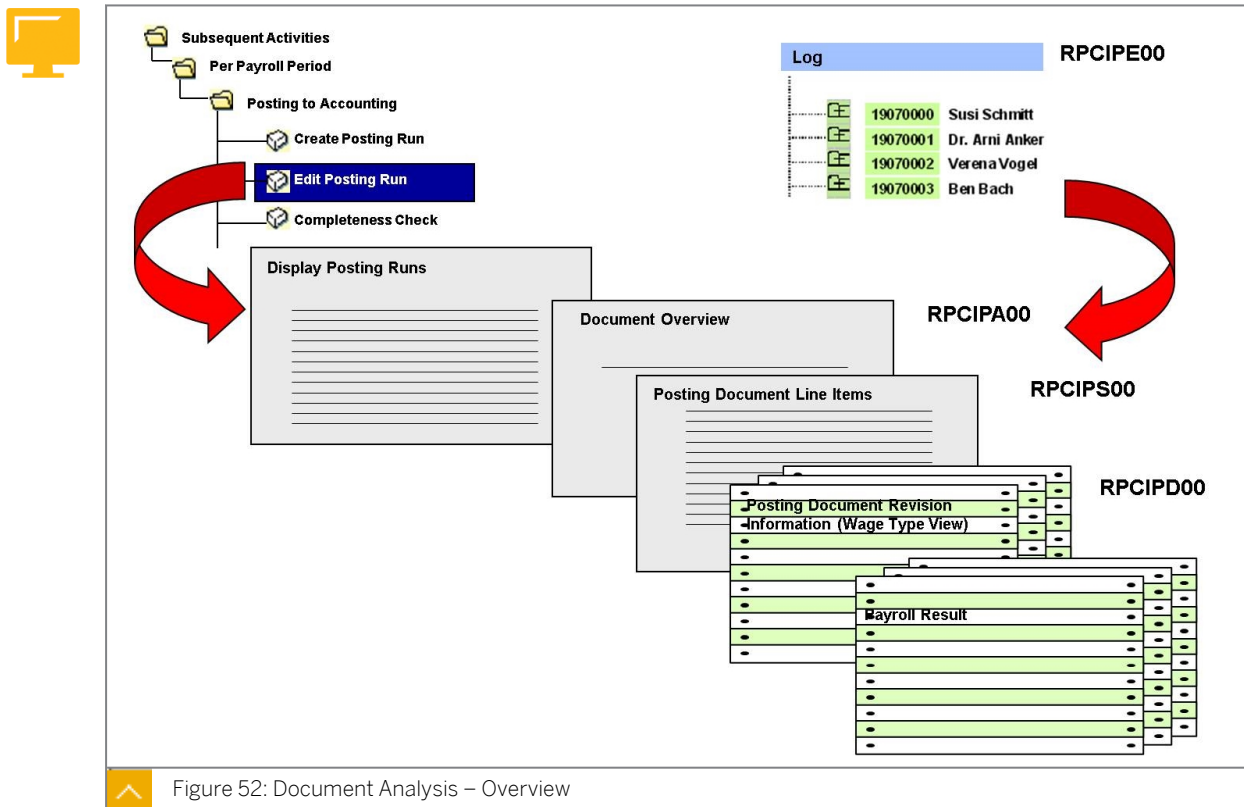 Subsequent Activities
Per Payroll Period
Posting to Accounting
Create Posting Run
Edit Posting Run
Completeness Check
Log
RPCIPE00
19070000 Susi Schmitt
19070001 Dr. Arni Anker
19070002 Verena Vogel
19070003 Ben Bach
Display Posting Runs
Document Overview
RPCIPA00
Posting Document Line Items
RPCIPS00
RPCIPD00
Posting Document Revision
Information (Wage Type View)
Payroll Result
Figure 52: Document Analysis – Overview